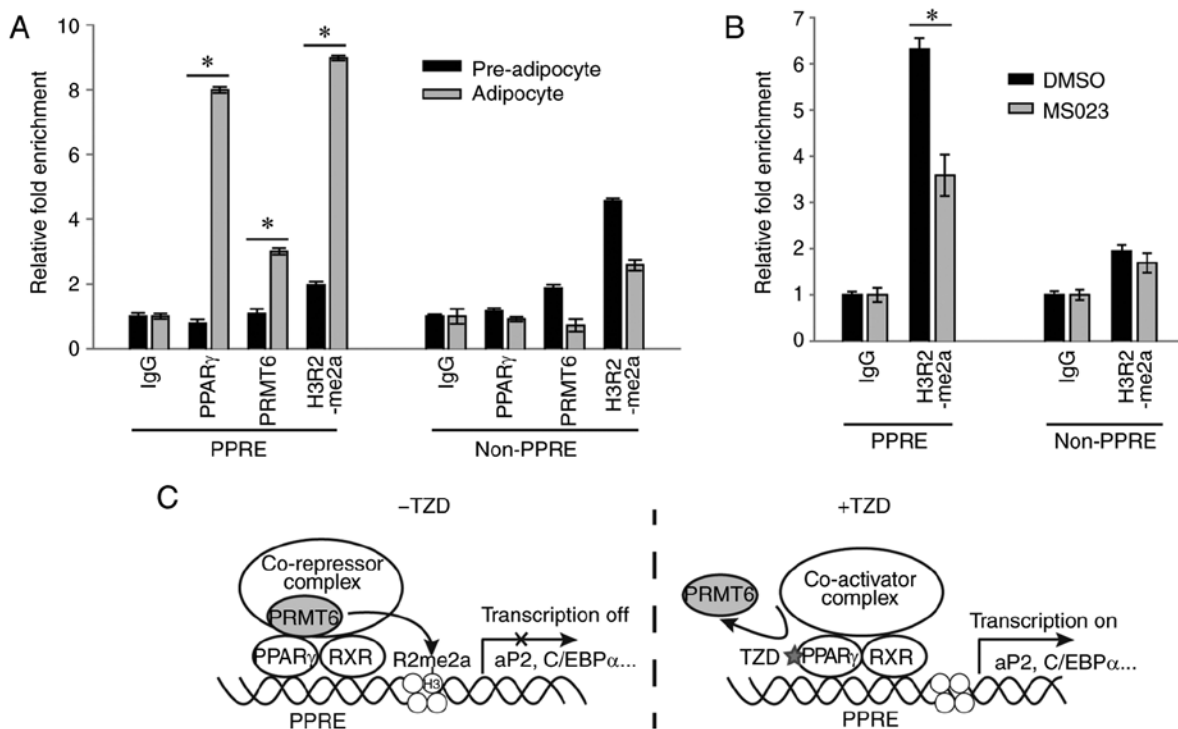 A
10
8
6
4
2
0
Relative fold enrichment
*
*
*
Pre-adipocyte
Adipocyte
IgG
PPARγ
PRMT6
H3R2
-me2a
IgG
PPARγ
PRMT6
H3R2
-me2a
PPRE
Non-PPRE
B
7
6
5
4
3
2
1
0
Relative fold enrichment
*
DMSO
MS023
IgG
H3R2
-me2a
IgG
H3R2
-me2a
PPRE
Non-PPRE
C
–TZD
Co-repressor
complex
PRMT6
PPARγ
RXR
R2me2a
H3
Transcription off
aP2, C/EBPα...
PPRE
+TZD
PRMT6
Co-activator
complex
TZD
PPARγ
RXR
Transcription on
aP2, C/EBPα...
PPRE